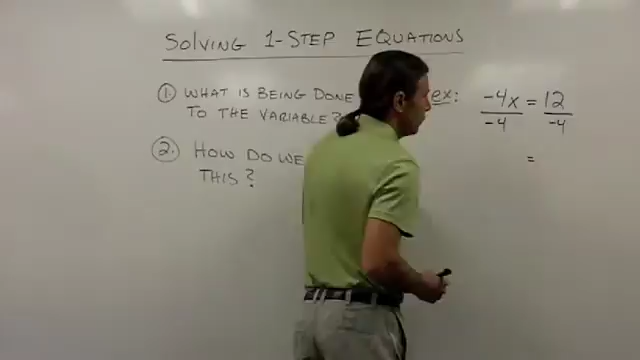 SOLVING 1-STEP EQUATIONS
1. WHAT IS BEING DONE
TO THE VARIABLE?
2. HOW DO WE
THIS?
ex: -4x = 12
-4 -4
=